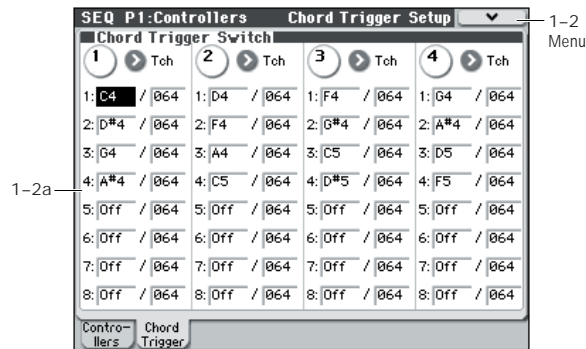 SEQ P1:Controllers Chord Trigger Setup
1–2
Menu
Chord Trigger Switch
1 Tch 2 Tch 3 Tch 4 Tch
1: C4 / 064 1: D4 / 064 1: F4 / 064 1: G4 / 064
2: D#4 / 064 2: F4 / 064 2: G#4 / 064 2: A#4 / 064
3: G4 / 064 3: A4 / 064 3: C5 / 064 3: D5 / 064
1–2a
4: A#4 / 064 4: C5 / 064 4: D#5 / 064 4: F5 / 064
5: Off / 064 5: Off / 064 5: Off / 064 5: Off / 064
6: Off / 064 6: Off / 064 6: Off / 064 6: Off / 064
7: Off / 064 7: Off / 064 7: Off / 064 7: Off / 064
8: Off / 064 8: Off / 064 8: Off / 064 8: Off / 064
Contro- Chord
llers Trigger